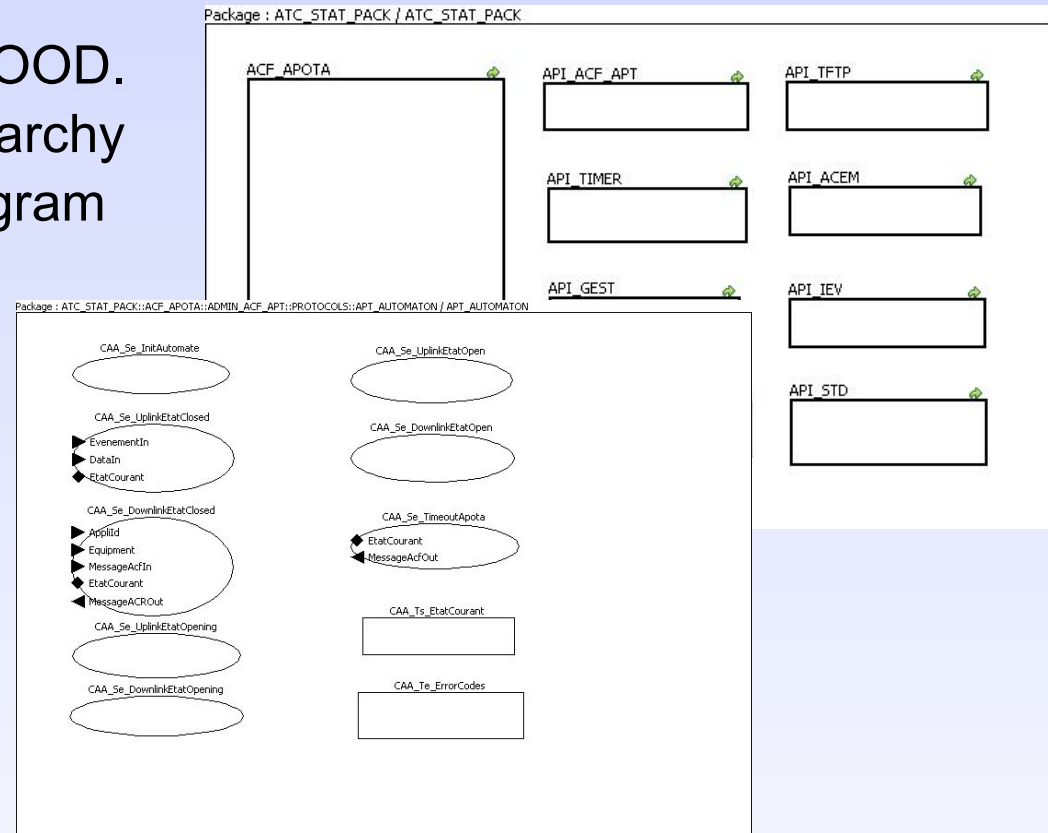 OOD.
archy
gram
Package : ATC_STAT_PACK / ATC_STAT_PACK
ACF_APOTA
API_ACF_APT
API_TFTP
API_TIMER
API_ACEM
API_GEST
API_IEV
API_STD
Package : ATC_STAT_PACK::ACF_APOTA::ADMIN_ACF_APT::PROTOCOLS::APT_AUTOMATON / APT_AUTOMATON
CAA_Se_InitAutomate
CAA_Se_UplinkEtatClosed
EvenementIn
DataIn
EtatCourant
CAA_Se_DownlinkEtatClosed
AppliId
Equipment
MessageAcfIn
EtatCourant
MessageACROut
CAA_Se_UplinkEtatOpening
CAA_Se_DownlinkEtatOpening
CAA_Se_UplinkEtatOpen
CAA_Se_DownlinkEtatOpen
CAA_Se_TimeoutApota
EtatCourant
MessageAcfOut
CAA_Ts_EtatCourant
CAA_Te_ErrorCodes